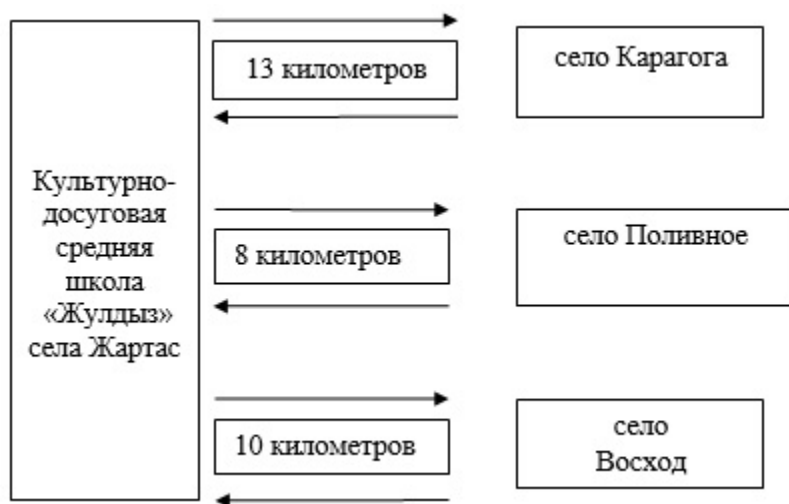 Культурно-
досуговая
средняя
школа
«Жулдыз»
села Жартас
13 километров
село Карагога
8 километров
село Поливное
10 километров
село
Восход